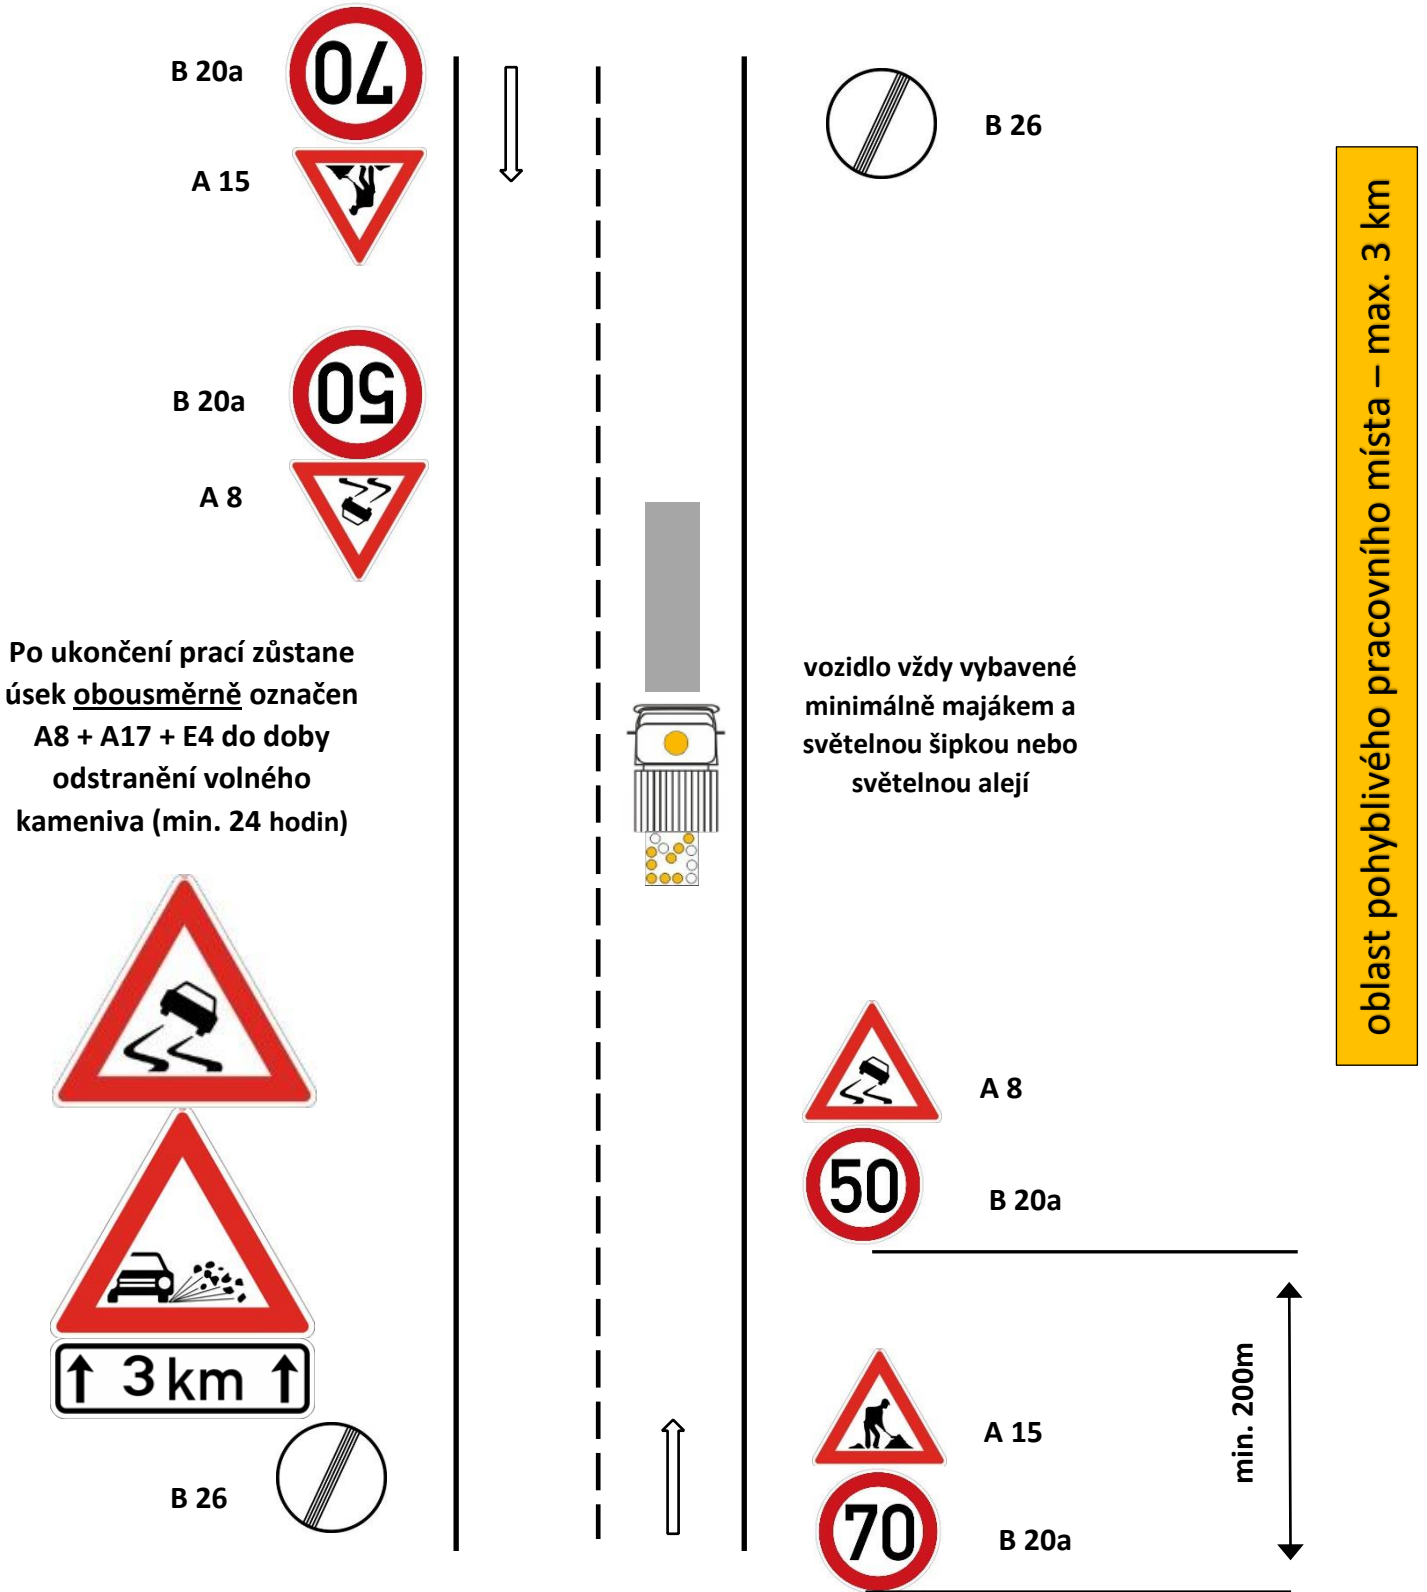 70
B 20a
A 15
B 26
50
B 20a
A 8
oblast pohyblivého pracovního místa – max. 3 km
Po ukončení prací zůstane
úsek obousměrně označen
A8 + A17 + E4 do doby
odstranění volného
kameniva (min. 24 hodin)
vozidlo vždy vybavené
minimálně majákem a
světelnou šipkou nebo
světelnou alejí
A 8
50
B 20a
3 km
min. 200m
A 15
B 26
70
B 20a